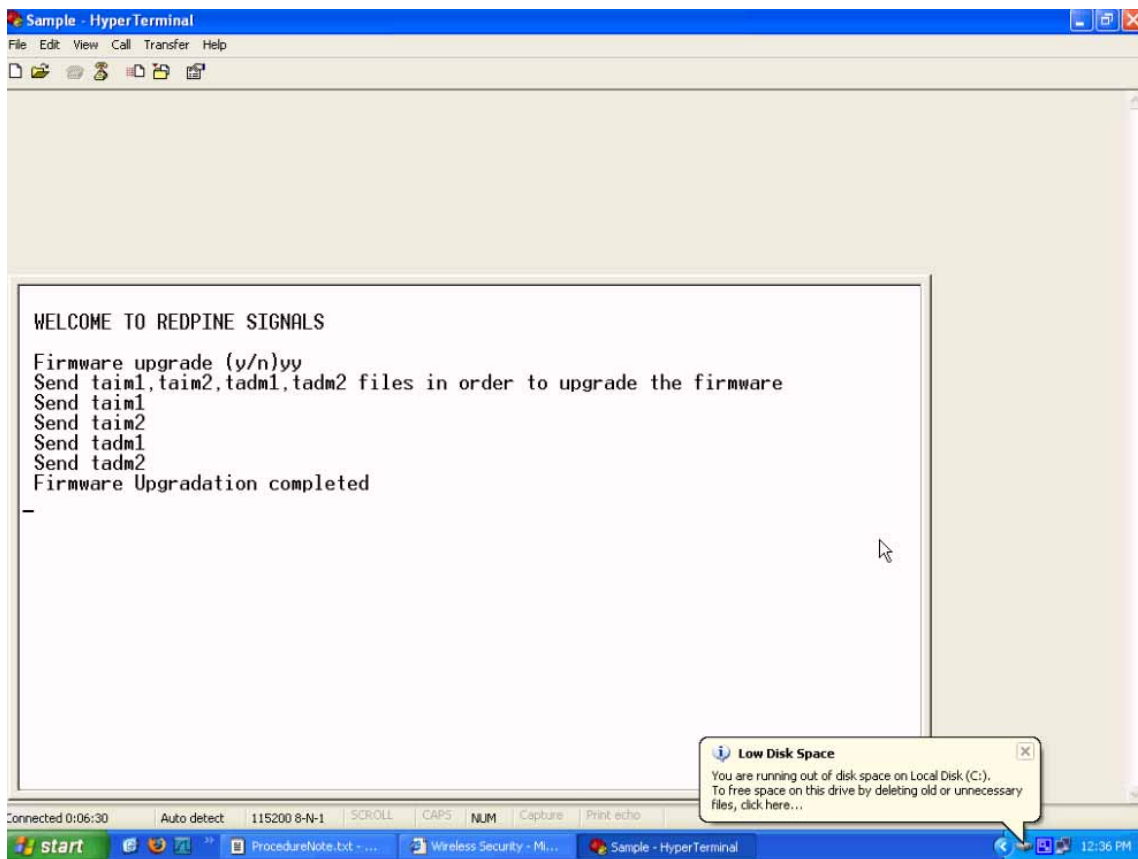 Sample - HyperTerminal
File Edit View Call Transfer Help
WELCOME TO REDPINE SIGNALS
Firmware upgrade (y/n)yy
Send taim1,taim2,tadm1,tadm2 files in order to upgrade the firmware
Send taim1
Send taim2
Send tadm1
Send tadm2
Firmware Upgradation completed
Low Disk Space
You are running out of disk space on Local Disk (C:).
To free space on this drive by deleting old or unnecessary
files, click here...
Connected 0:06:30 Auto detect 115200 8-N-1 SCROLL CAPS NUM Capture Print echo
start ProcedureNote.txt - ... Wireless Security - Mi... Sample - HyperTerminal 12:36 PM